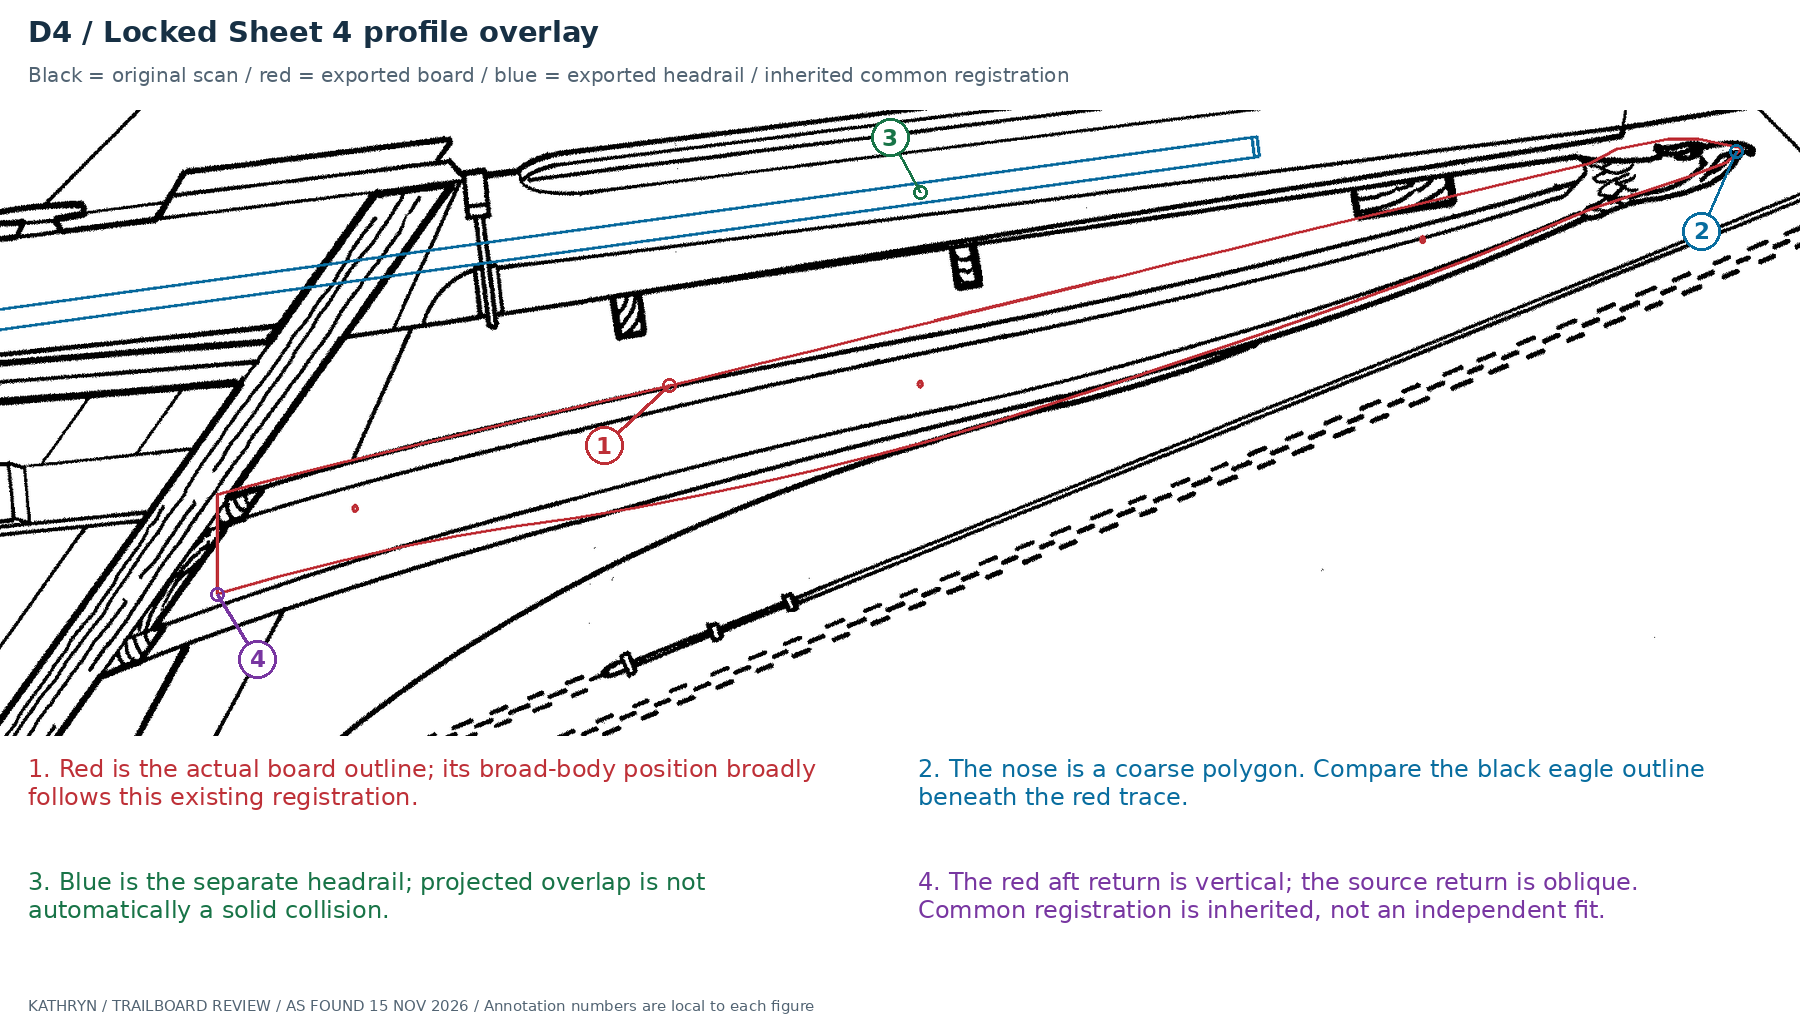 D4 / Locked Sheet 4 profile overlay
Black = original scan / red = exported board / blue = exported headrail / inherited common registration
3
2
1
4
1. Red is the actual board outline; its broad-body position broadly
follows this existing registration.
2. The nose is a coarse polygon. Compare the black eagle outline
beneath the red trace.
3. Blue is the separate headrail; projected overlap is not
automatically a solid collision.
4. The red aft return is vertical; the source return is oblique.
Common registration is inherited, not an independent fit.
KATHRYN / TRAILBOARD REVIEW / AS FOUND 15 NOV 2026 / Annotation numbers are local to each figure